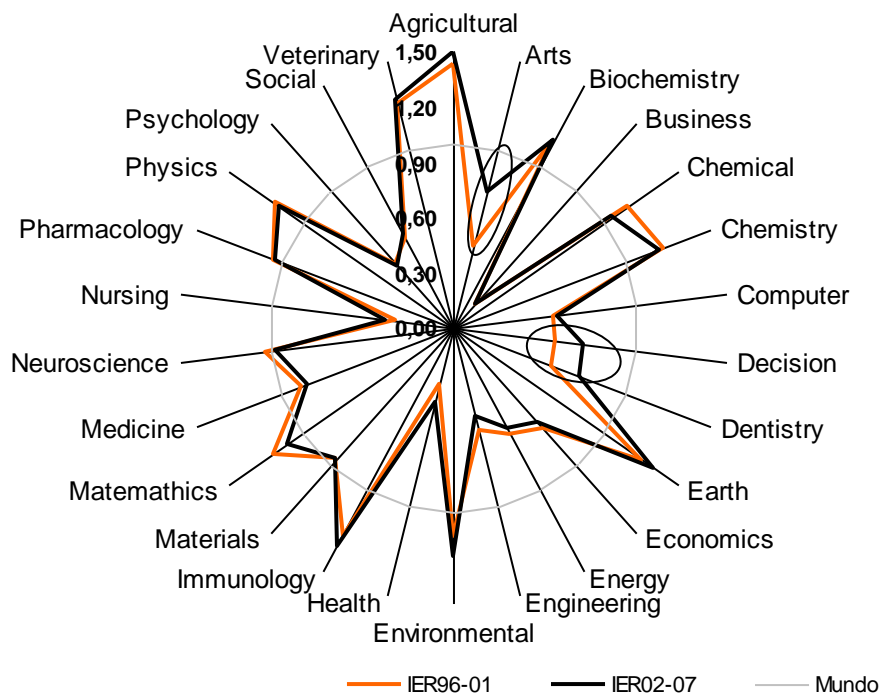 Agricultural
Arts
Biochemistry
Business
Chemical
Chemistry
Computer
Decision
Dentistry
Earth
Economics
Energy
Engineering
Environmental
Health
Immunology
Materials
Matemathics
Medicine
Neuroscience
Nursing
Pharmacology
Physics
Psychology
Social
Veterinary
1,50
1,20
0,90
0,60
0,30
0,00
IER96-01 IER02-07 Mundo